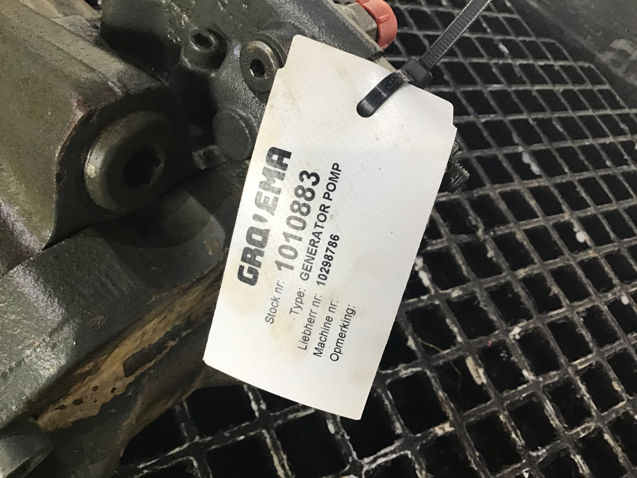 GROVEMA
Stock nr: 1010883
Type: GENERATOR POMP
Liebherr nr: 10298786
Machine nr:
Opmerking: